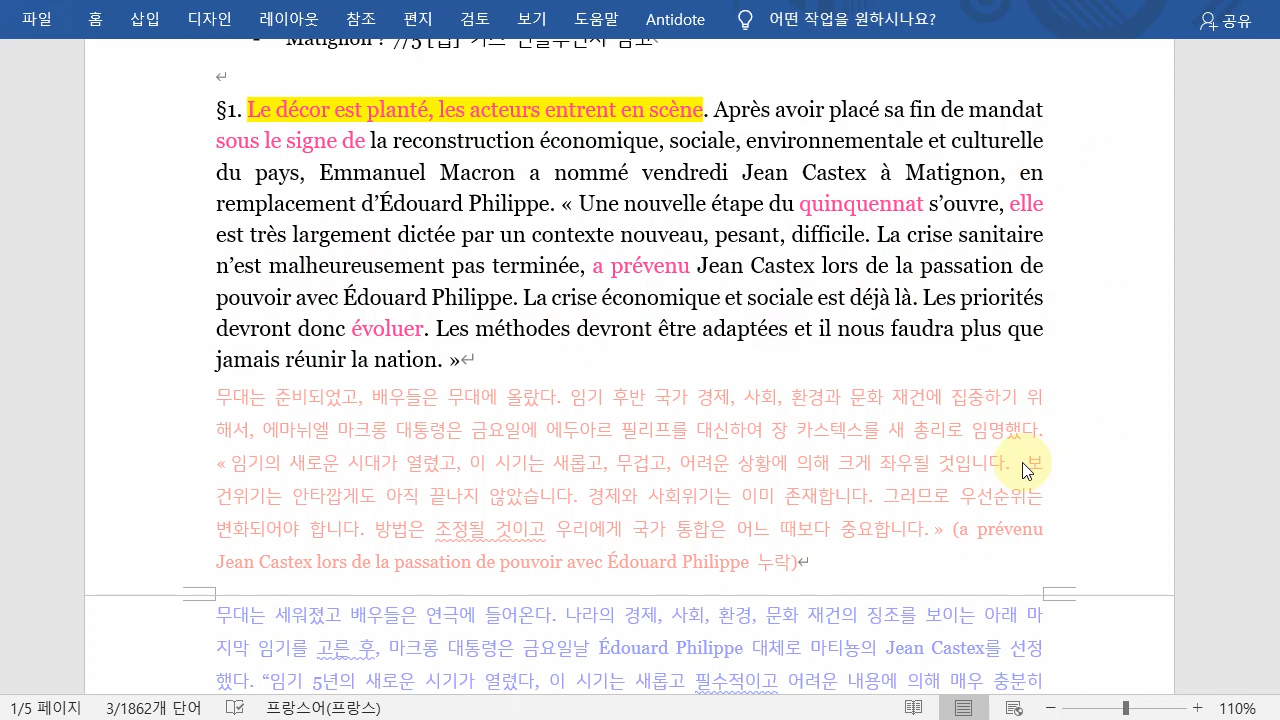 파일 홈 삽입 디자인 레이아웃 참조 편지 검토 보기 도움말 Antidote 어떤 작업을 원하시나요? 공유
- Matignon ? //5 [답]
§1. Le décor est planté, les acteurs entrent en scène. Après avoir placé sa fin de mandat
sous le signe de la reconstruction économique, sociale, environnementale et culturelle
du pays, Emmanuel Macron a nommé vendredi Jean Castex à Matignon, en
remplacement d’Édouard Philippe. « Une nouvelle étape du quinquennat s’ouvre, elle
est très largement dictée par un contexte nouveau, pesant, difficile. La crise sanitaire
n’est malheureusement pas terminée, a prévenu Jean Castex lors de la passation de
pouvoir avec Édouard Philippe. La crise économique et sociale est déjà là. Les priorités
devront donc évoluer. Les méthodes devront être adaptées et il nous faudra plus que
jamais réunir la nation. »
무대는 준비되었고, 배우들은 무대에 올랐다. 임기 후반 국가 경제, 사회, 환경과 문화 재건에 집중하기 위
해서, 에마뉘엘 마크롱 대통령은 금요일에 에두아르 필리프를 대신하여 장 카스텍스를 새 총리로 임명했다.
« 임기의 새로운 시대가 열렸고, 이 시기는 새롭고, 무겁고, 어려운 상황에 의해 크게 좌우될 것입니다. 보
건위기는 안타깝게도 아직 끝나지 않았습니다. 경제와 사회위기는 이미 존재합니다. 그러므로 우선순위는
변화되어야 합니다. 방법은 조정될 것이고 우리에게 국가 통합은 어느 때보다 중요합니다. » (a prévenu
Jean Castex lors de la passation de pouvoir avec Édouard Philippe 누락)
무대는 세워졌고 배우들은 연극에 들어온다. 나라의 경제, 사회, 환경, 문화 재건의 징조를 보이는 아래 마
지막 임기를 고른 후, 마크롱 대통령은 금요일날 Édouard Philippe 대체로 마티뇽의 Jean Castex를 선정
했다. “임기 5년의 새로운 시기가 열렸다, 이 시기는 새롭고 필수적이고 어려운 내용에 의해 매우 충분히
1/5 페이지 3/1862개 단어 프랑스어(프랑스) 110%